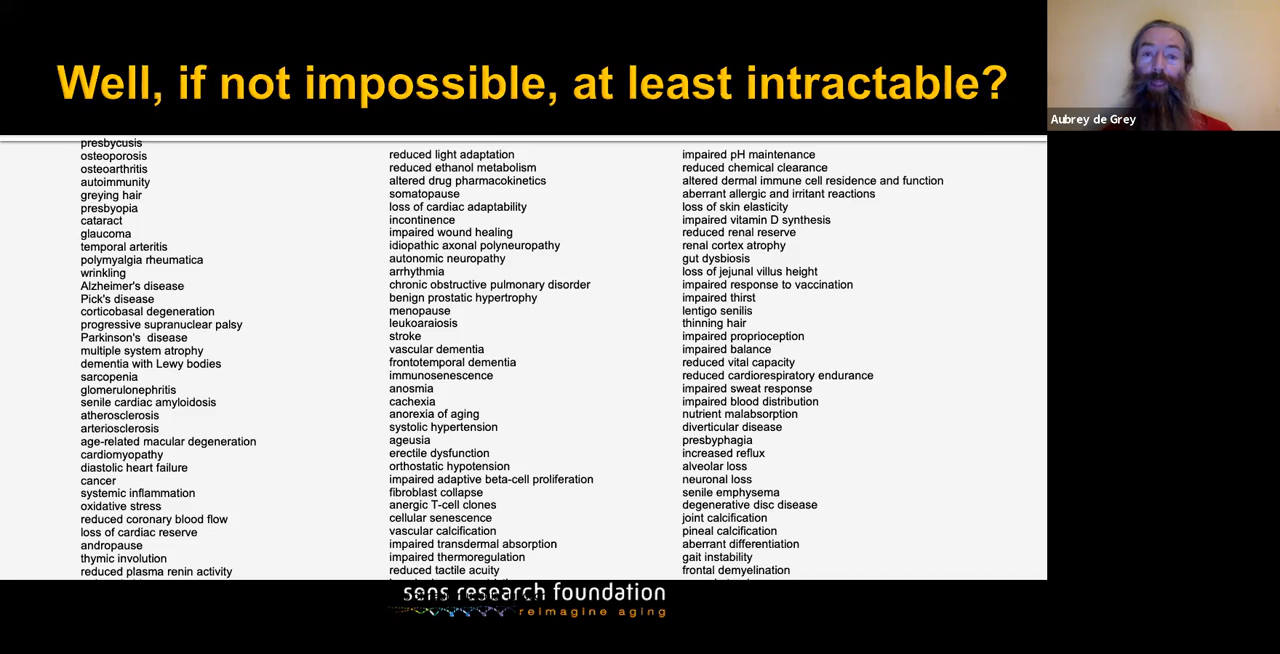 Well, if not impossible, at least intractable?
Aubrey de Grey
presbycusis
osteoporosis
osteoarthritis
autoimmunity
greying hair
presbyopia
cataract
glaucoma
temporal arteritis
polymyalgia rheumatica
wrinkling
Alzheimer's disease
Pick's disease
corticobasal degeneration
progressive supranuclear palsy
Parkinson's disease
multiple system atrophy
dementia with Lewy bodies
sarcopenia
glomerulonephritis
senile cardiac amyloidosis
atherosclerosis
arteriosclerosis
age-related macular degeneration
cardiomyopathy
diastolic heart failure
cancer
systemic inflammation
oxidative stress
reduced coronary blood flow
loss of cardiac reserve
andropause
thymic involution
reduced plasma renin activity
reduced light adaptation
reduced ethanol metabolism
altered drug pharmacokinetics
somatopause
loss of cardiac adaptability
incontinence
impaired wound healing
idiopathic axonal polyneuropathy
autonomic neuropathy
arrhythmia
chronic obstructive pulmonary disorder
benign prostatic hypertrophy
menopause
leukoaraiosis
stroke
vascular dementia
frontotemporal dementia
immunosenescence
anosmia
cachexia
anorexia of aging
systolic hypertension
ageusia
erectile dysfunction
orthostatic hypotension
impaired adaptive beta-cell proliferation
fibroblast collapse
anergic T-cell clones
cellular senescence
vascular calcification
impaired transdermal absorption
impaired thermoregulation
reduced tactile acuity
impaired pH maintenance
reduced chemical clearance
altered dermal immune cell residence and function
aberrant allergic and irritant reactions
loss of skin elasticity
impaired vitamin D synthesis
reduced renal reserve
renal cortex atrophy
gut dysbiosis
loss of jejunal villus height
impaired response to vaccination
impaired thirst
lentigo senilis
thinning hair
impaired proprioception
impaired balance
reduced vital capacity
reduced cardiorespiratory endurance
impaired sweat response
impaired blood distribution
nutrient malabsorption
diverticular disease
presbyphagia
increased reflux
alveolar loss
neuronal loss
senile emphysema
degenerative disc disease
joint calcification
pineal calcification
aberrant differentiation
gait instability
frontal demyelination
sens research foundation
reimagine aging